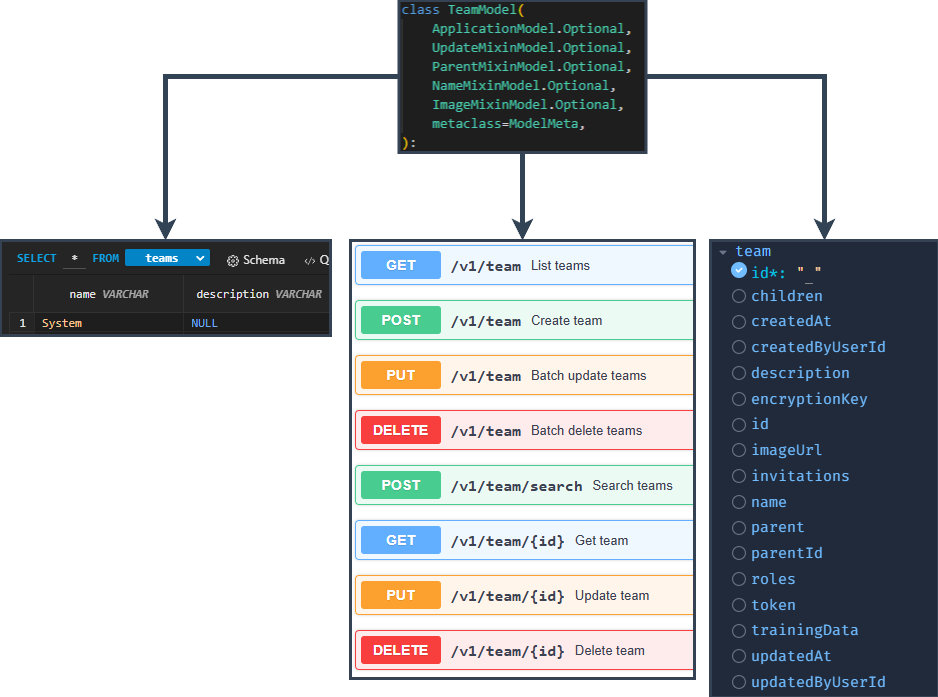 class TeamModel(
ApplicationModel.Optional,
UpdateMixinModel.Optional,
ParentMixinModel.Optional,
NameMixinModel.Optional,
ImageMixinModel.Optional,
metaclass=ModelMeta,
):
SELECT * FROM teams Schema </> Q
name VARCHAR description VARCHAR
1 System NULL
GET /v1/team List teams
POST /v1/team Create team
PUT /v1/team Batch update teams
DELETE /v1/team Batch delete teams
POST /v1/team/search Search teams
GET /v1/team/{id} Get team
PUT /v1/team/{id} Update team
DELETE /v1/team/{id} Delete team
team
id*: "_"
children
createdAt
createdByUserId
description
encryptionKey
id
imageUrl
invitations
name
parent
parentId
roles
token
trainingData
updatedAt
updatedByUserId